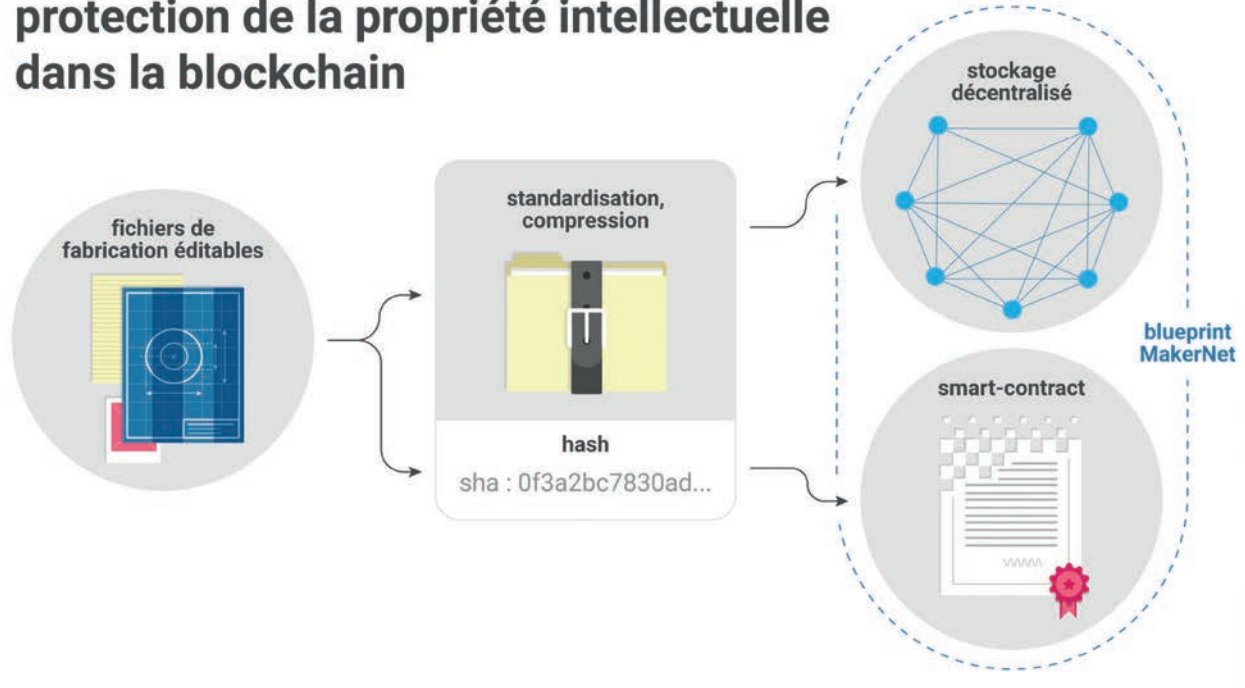 protection de la propriété intellectuelle
dans la blockchain
fichiers de
fabrication éditables
standardisation,
compression
hash
sha : 0f3a2bc7830ad...
stockage
décentralisé
smart-contract
blueprint
MakerNet